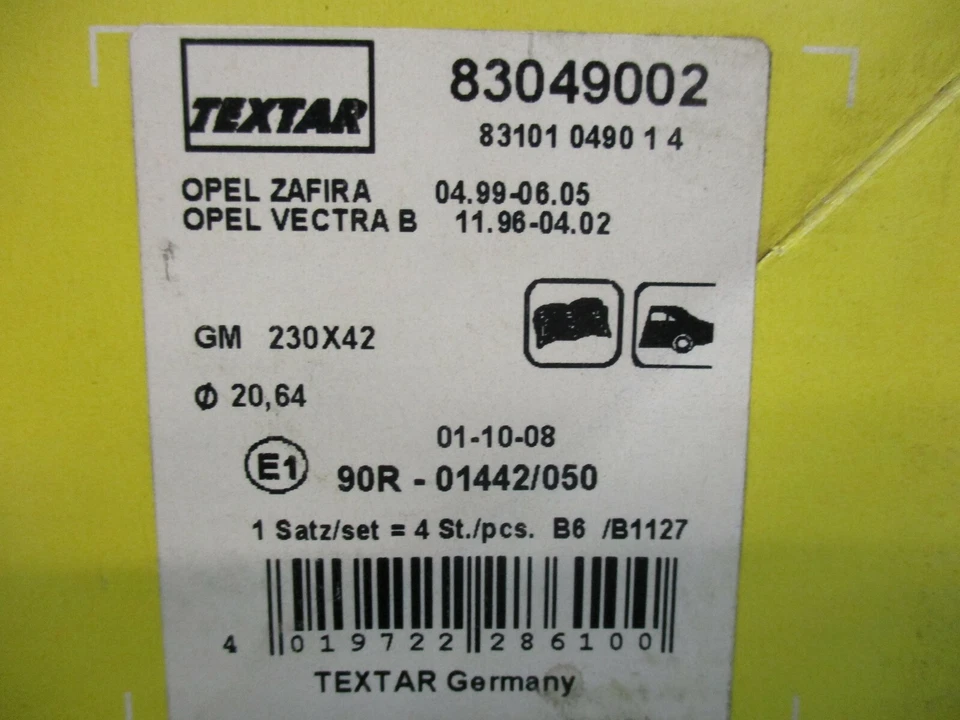 TEXTAR
83049002
83101 0490 1 4
OPEL ZAFIRA 04.99-06.05
OPEL VECTRA B 11.96-04.02
GM 230X42
Ø 20,64
01-10-08
E1 90R - 01442/050
1 Satz/set = 4 St./pcs. B6 /B1127
4 019722 286100
TEXTAR Germany